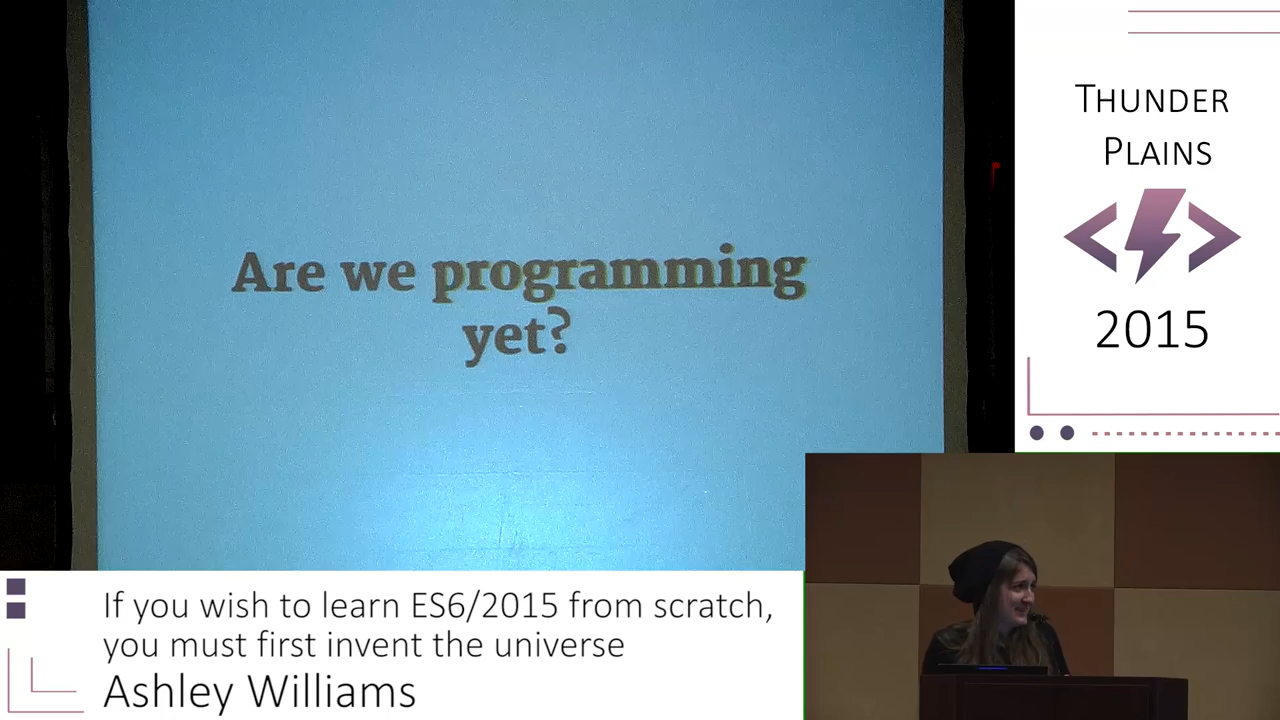 Are we programming
yet?
THUNDER
PLAINS
2015
If you wish to learn ES6/2015 from scratch,
you must first invent the universe
Ashley Williams